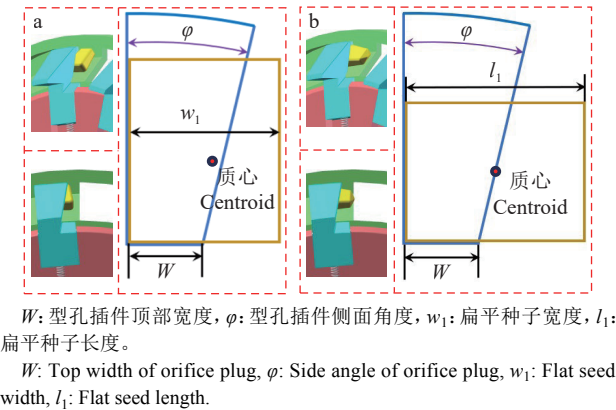 a
φ
w₁
质心
Centroid
W
b
φ
l₁
质心
Centroid
W
W: 型孔插件顶部宽度, φ: 型孔插件侧面角度, w₁: 扁平种子宽度, l₁:
扁平种子长度。
W: Top width of orifice plug, φ: Side angle of orifice plug, w₁: Flat seed
width, l₁: Flat seed length.